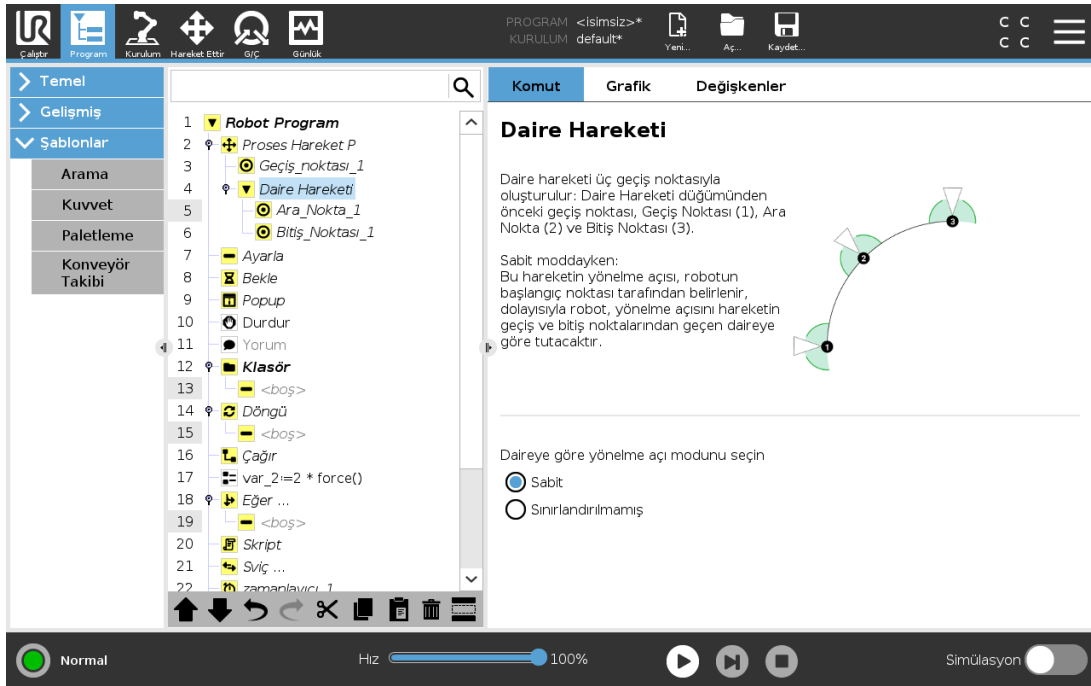 PROGRAM <isimsiz>*
KURULUM default*
Çalıştır
Program
Kurulum
Hareket Ettir
G/Ç
Günlük
Yeni...
Aç...
Kaydet...
C C
C C
Temel
Gelişmiş
Şablonlar
Arama
Kuvvet
Paletleme
Konveyör
Takibi
1 Robot Program
2 Proses Hareket P
3 Geçiş_noktası_1
4 Daire Hareketi
5 Ara_Nokta_1
6 Bitiş_Noktası_1
7 Ayarla
8 Bekle
9 Popup
10 Durdur
11 Yorum
12 Klasör
13 <boş>
14 Döngü
15 <boş>
16 Çağır
17 var_2:=2 * force()
18 Eğer ...
19 <boş>
20 Skript
21 Sviç ...
22 zamanlayıcı_1
Komut
Grafik
Değişkenler
Daire Hareketi
Daire hareketi üç geçiş noktasıyla
oluşturulur: Daire Hareketi düğümünden
önceki geçiş noktası, Geçiş Noktası (1), Ara
Nokta (2) ve Bitiş Noktası (3).
Sabit moddayken:
Bu hareketin yönelme açısı, robotun
başlangıç noktası tarafından belirlenir,
dolayısıyla robot, yönelme açısını hareketin
geçiş ve bitiş noktalarından geçen daireye
göre tutacaktır.
3
2
1
Daireye göre yönelme açı modunu seçin
Sabit
Sınırlandırılmamış
Normal
Hız
100%
Simülasyon